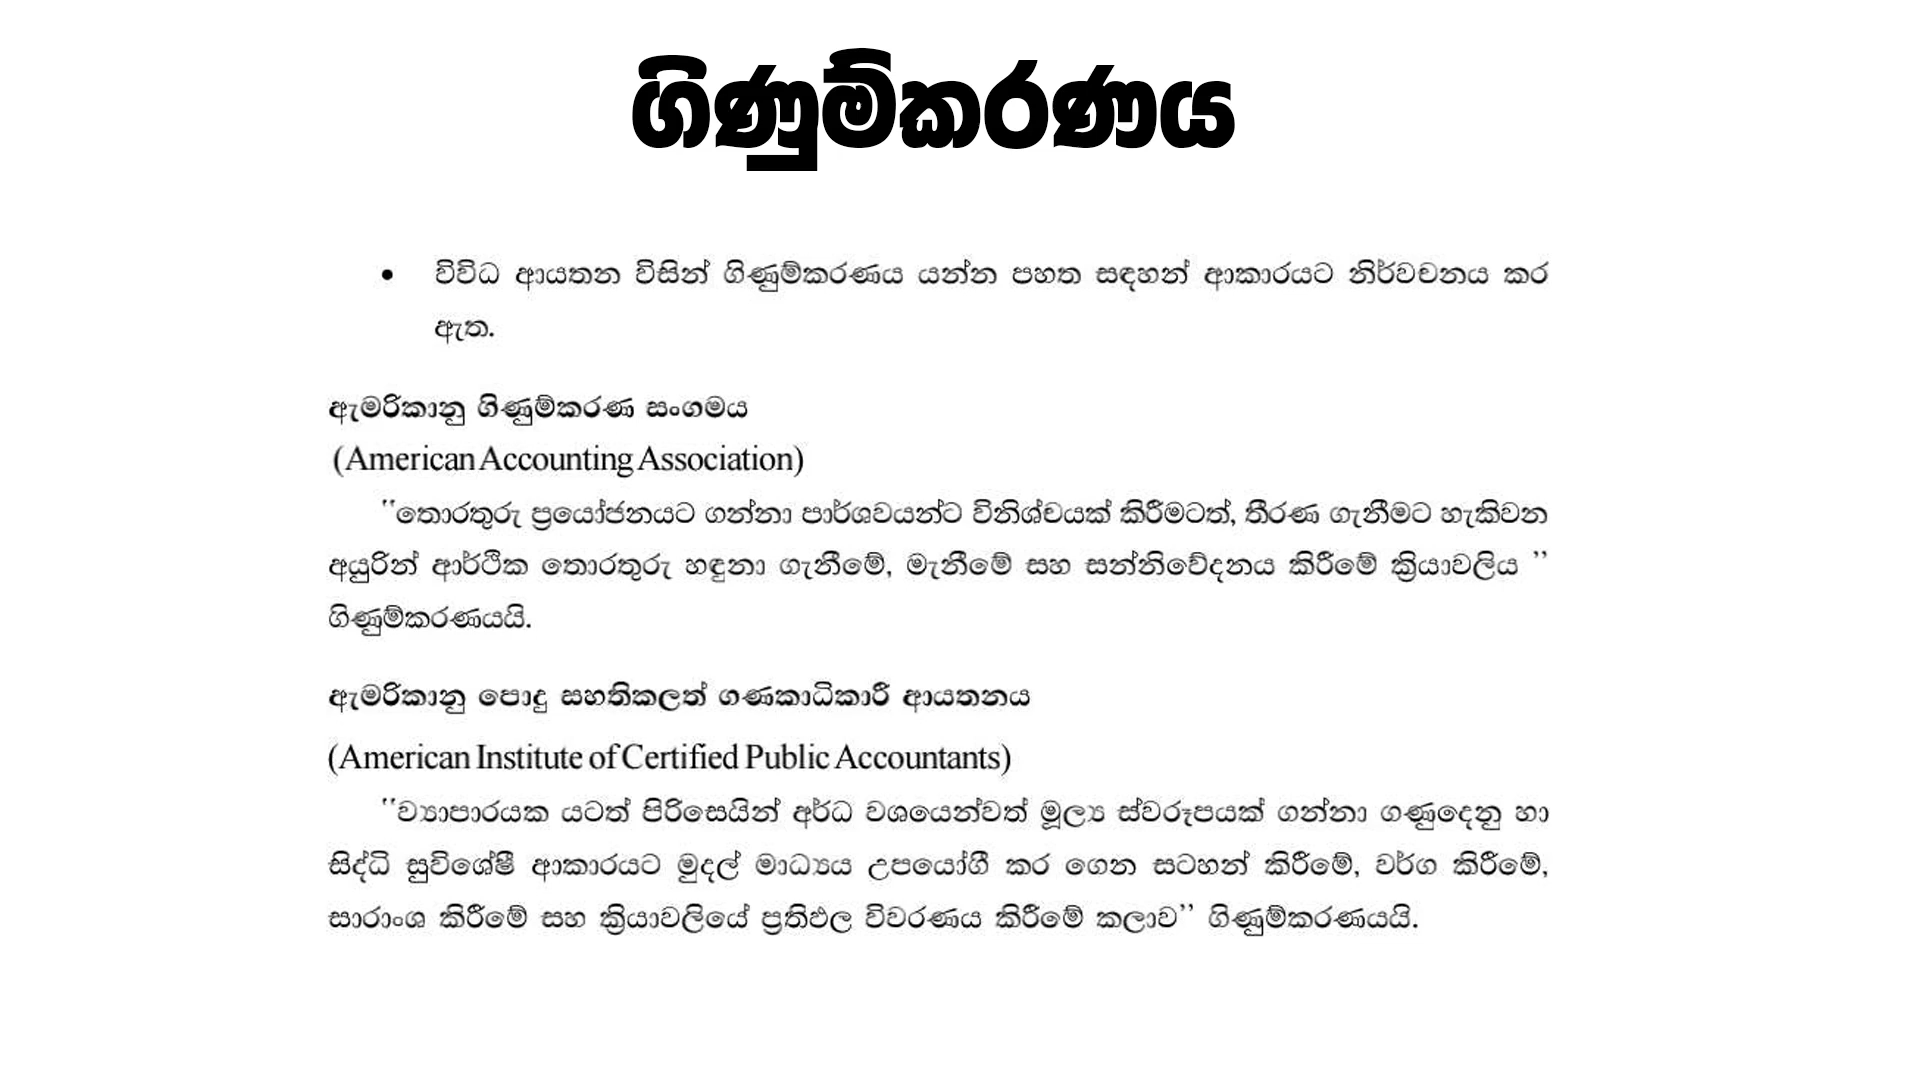 ගිණුම්කරණය
• විවිධ ආයතන විසින් ගිණුම්කරණය යන්න පහත සඳහන් ආකාරයට නිර්වචනය කර
ඇත.
ඇමරිකානු ගිණුම්කරණ සංගමය
(American Accounting Association)
‘‘තොරතුරු ප්‍රයෝජනයට ගන්නා පාර්ශවයන්ට විනිශ්චයක් කිරීමටත්, තීරණ ගැනීමට හැකිවන
අයුරින් ආර්ථික තොරතුරු හඳුනා ගැනීමේ, මැනීමේ සහ සන්නිවේදනය කිරීමේ ක්‍රියාවලිය ’’
ගිණුම්කරණයයි.
ඇමරිකානු පොදු සහතිකලත් ගණකාධිකාරී ආයතනය
(American Institute of Certified Public Accountants)
‘‘ව්‍යාපාරයක යටත් පිරිසෙයින් අර්ධ වශයෙන්වත් මූල්‍ය ස්වරූපයක් ගන්නා ගණුදෙනු හා
සිද්ධි සුවිශේෂී ආකාරයට මුදල් මාධ්‍යය උපයෝගී කර ගෙන සටහන් කිරීමේ, වර්ග කිරීමේ,
සාරාංශ කිරීමේ සහ ක්‍රියාවලියේ ප්‍රතිඵල විවරණය කිරීමේ කලාව’’ ගිණුම්කරණයයි.